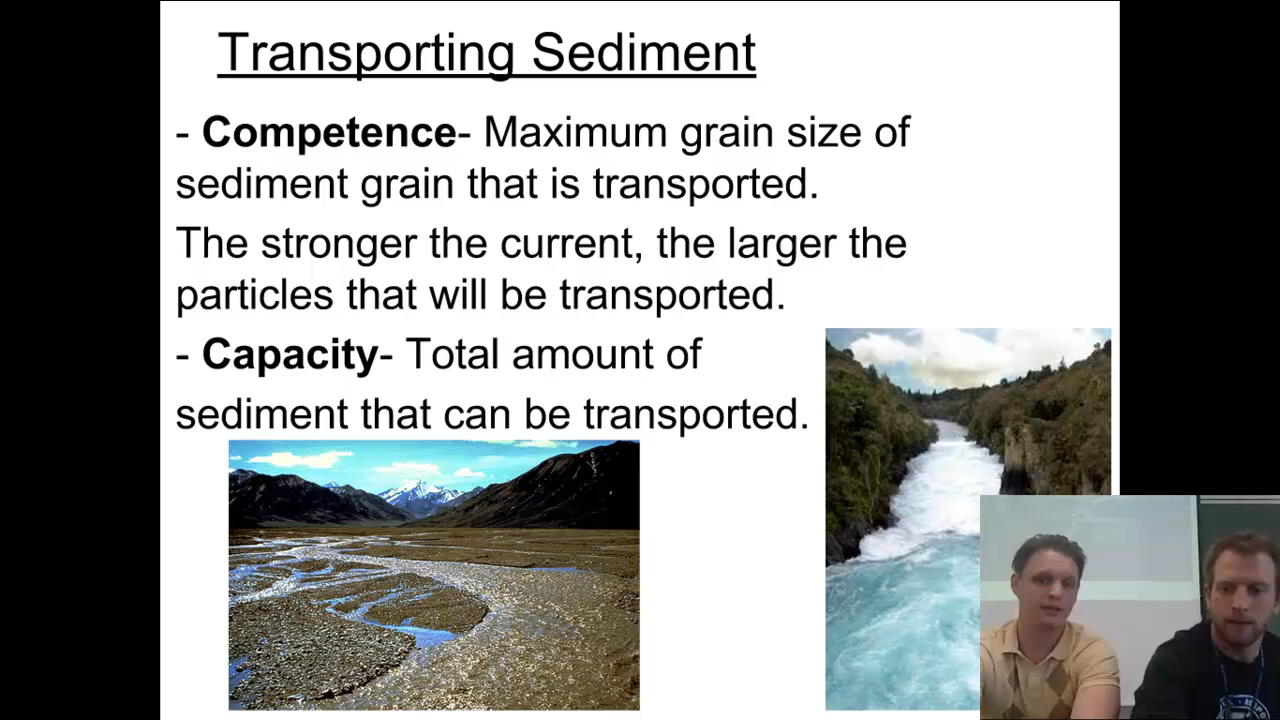 Transporting Sediment
- Competence- Maximum grain size of
sediment grain that is transported.
The stronger the current, the larger the
particles that will be transported.
- Capacity- Total amount of
sediment that can be transported.